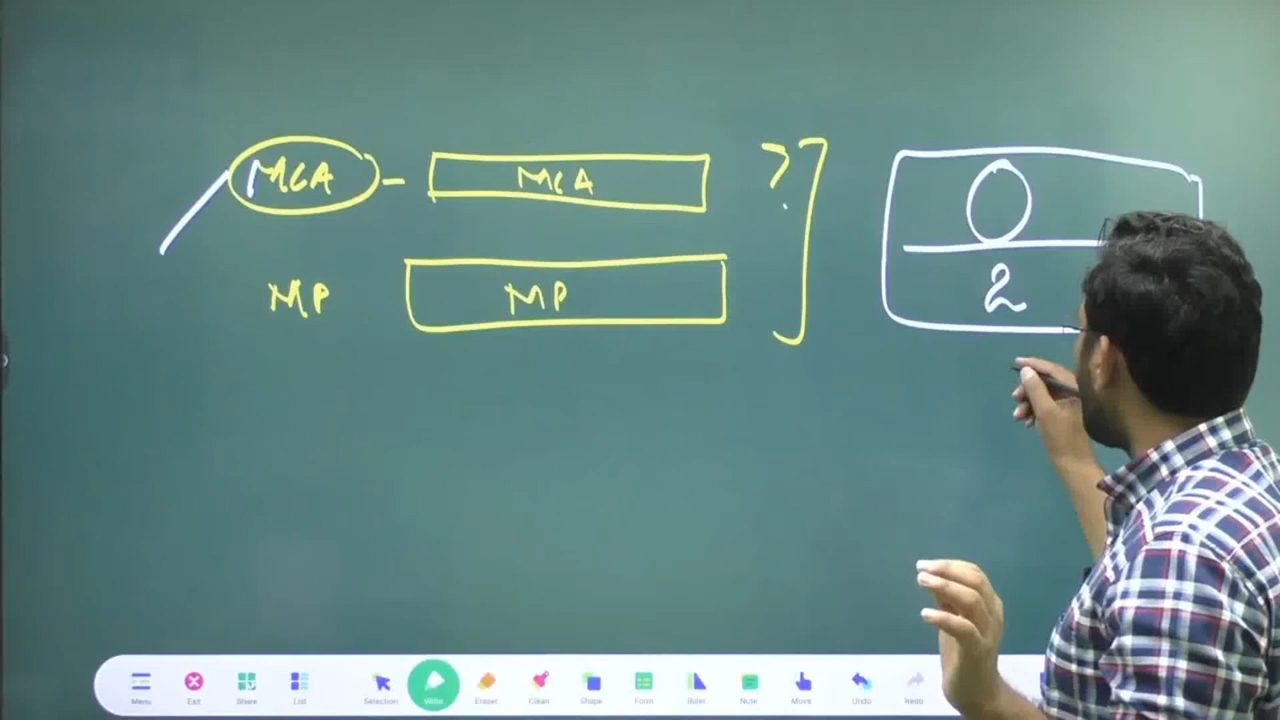 MCA - MCA ?
MP MP
O
2
Menu Exit Share List Selection Write Eraser Clean Shape Form Ruler Note Move Undo Redo